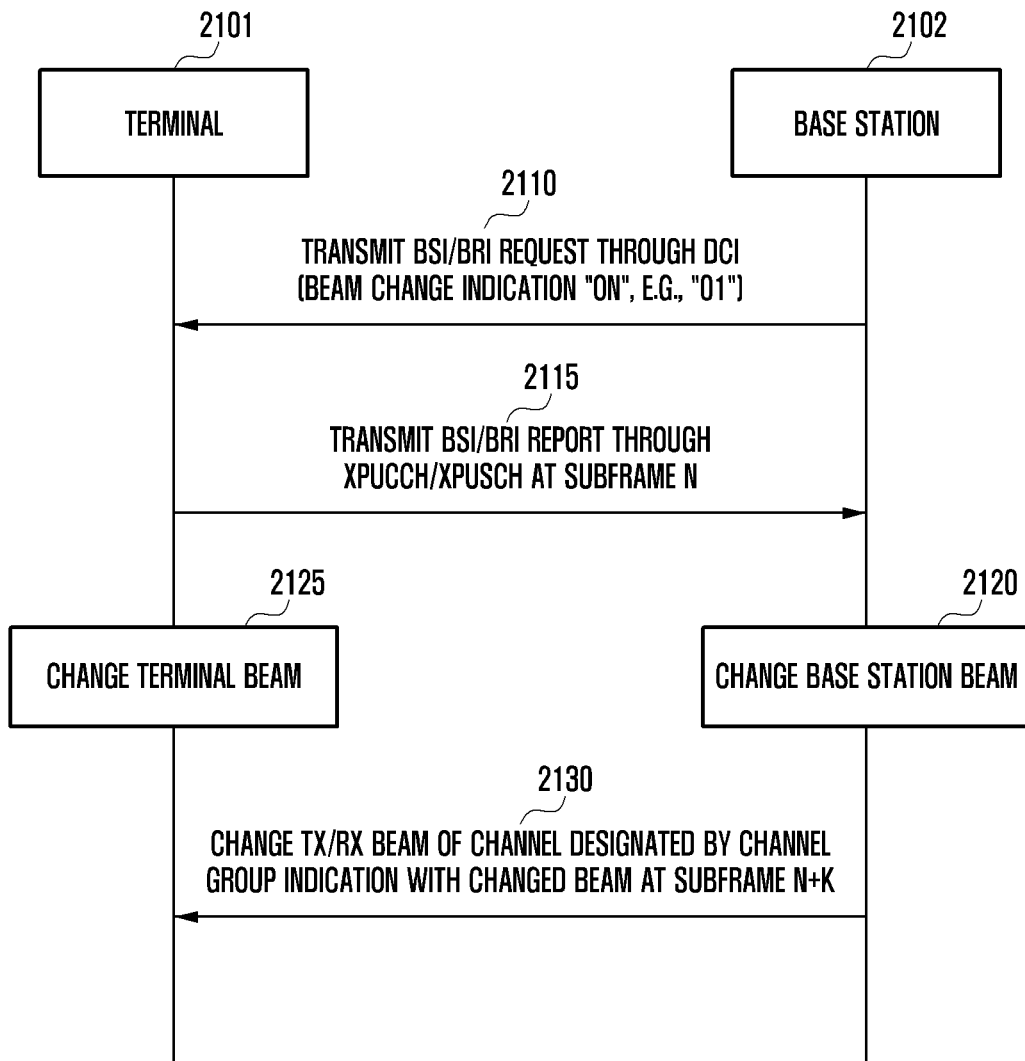 2101
2102
TERMINAL
BASE STATION
2110
TRANSMIT BSI/BRI REQUEST THROUGH DCI
(BEAM CHANGE INDICATION "ON", E.G., "01")
2115
TRANSMIT BSI/BRI REPORT THROUGH
XPUCCH/XPUSCH AT SUBFRAME N
2125
2120
CHANGE TERMINAL BEAM
CHANGE BASE STATION BEAM
2130
CHANGE TX/RX BEAM OF CHANNEL DESIGNATED BY CHANNEL
GROUP INDICATION WITH CHANGED BEAM AT SUBFRAME N+K